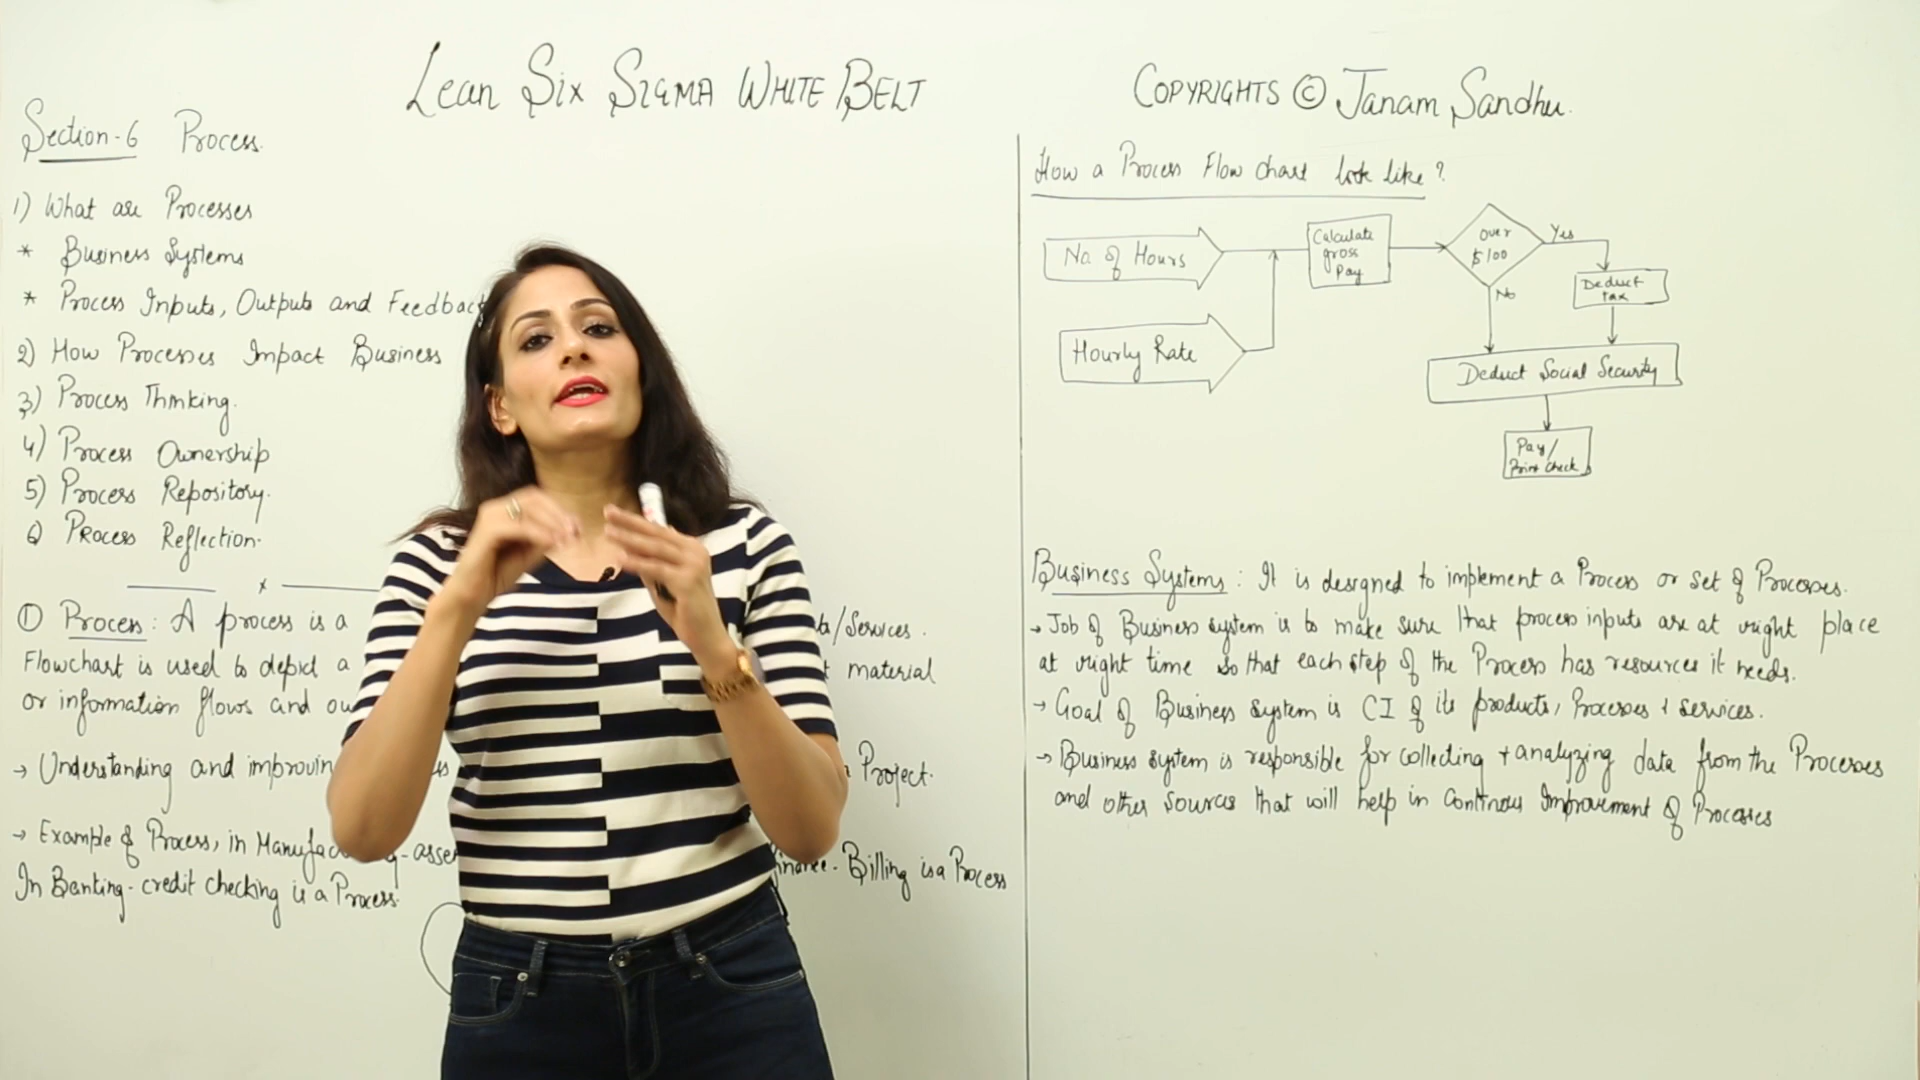 Lean Six Sigma White Belt
Copyrights © Janam Sandhu.
Section-6 Process.
1) What are Processes
* Business Systems
* Process Inputs, Outputs and Feedback
2) How Processes Impact Business
3) Process Thinking.
4) Process Ownership
5) Process Repository.
6) Process Reflection.
x
① Process: A process is a
/Services.
Flowchart is used to depict a
material
or information flows and
→ Understanding and
Project.
→ Example of Process, in
Billing is a Process
In Banking - credit checking is a Process.
How a Process Flow chart look like?
No. of Hours
Hourly Rate
Calculate
gross
Pay
Over
$100
Yes
No
Deduct
tax
Deduct Social Security
Pay/
Print check
Business Systems: It is designed to implement a Process or set of Processes.
→ Job of Business system is to make sure that process inputs are at right place
at right time so that each step of the Process has resources it needs.
→ Goal of Business system is CI of its products, Processes & services.
→ Business system is responsible for collecting + analyzing data from the Processes
and other sources that will help in Continous Improvement of Processes